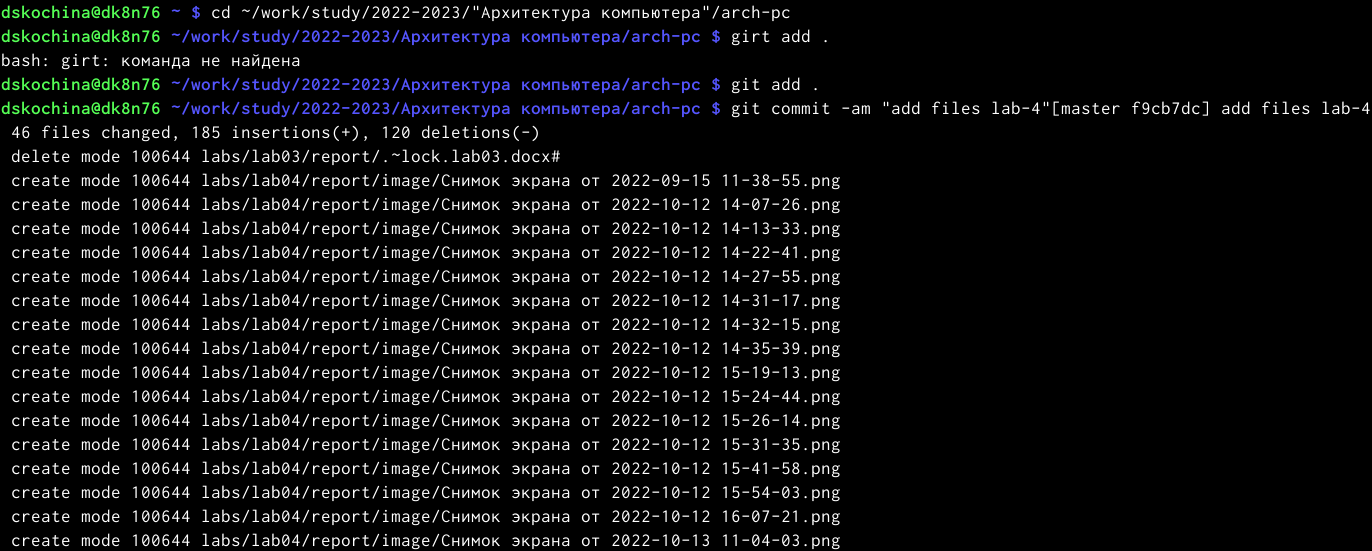 dskochina@dk8n76 ~ $ cd ~/work/study/2022-2023/"Архитектура компьютера"/arch-pc
dskochina@dk8n76 ~/work/study/2022-2023/Архитектура компьютера/arch-pc $ girt add .
bash: girt: команда не найдена
dskochina@dk8n76 ~/work/study/2022-2023/Архитектура компьютера/arch-pc $ git add .
dskochina@dk8n76 ~/work/study/2022-2023/Архитектура компьютера/arch-pc $ git commit -am "add files lab-4"[master f9cb7dc] add files lab-4
46 files changed, 185 insertions(+), 120 deletions(-)
delete mode 100644 labs/lab03/report/.~lock.lab03.docx#
create mode 100644 labs/lab04/report/image/Снимок экрана от 2022-09-15 11-38-55.png
create mode 100644 labs/lab04/report/image/Снимок экрана от 2022-10-12 14-07-26.png
create mode 100644 labs/lab04/report/image/Снимок экрана от 2022-10-12 14-13-33.png
create mode 100644 labs/lab04/report/image/Снимок экрана от 2022-10-12 14-22-41.png
create mode 100644 labs/lab04/report/image/Снимок экрана от 2022-10-12 14-27-55.png
create mode 100644 labs/lab04/report/image/Снимок экрана от 2022-10-12 14-31-17.png
create mode 100644 labs/lab04/report/image/Снимок экрана от 2022-10-12 14-32-15.png
create mode 100644 labs/lab04/report/image/Снимок экрана от 2022-10-12 14-35-39.png
create mode 100644 labs/lab04/report/image/Снимок экрана от 2022-10-12 15-19-13.png
create mode 100644 labs/lab04/report/image/Снимок экрана от 2022-10-12 15-24-44.png
create mode 100644 labs/lab04/report/image/Снимок экрана от 2022-10-12 15-26-14.png
create mode 100644 labs/lab04/report/image/Снимок экрана от 2022-10-12 15-31-35.png
create mode 100644 labs/lab04/report/image/Снимок экрана от 2022-10-12 15-41-58.png
create mode 100644 labs/lab04/report/image/Снимок экрана от 2022-10-12 15-54-03.png
create mode 100644 labs/lab04/report/image/Снимок экрана от 2022-10-12 16-07-21.png
create mode 100644 labs/lab04/report/image/Снимок экрана от 2022-10-13 11-04-03.png